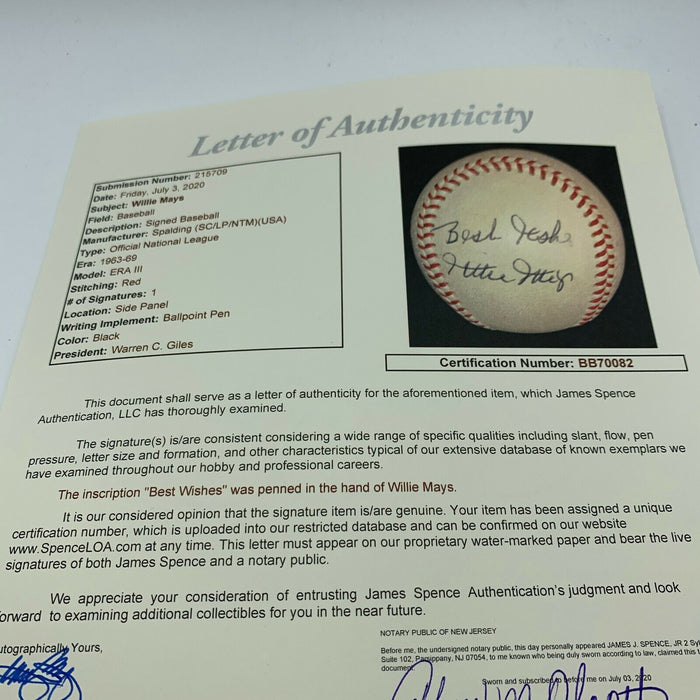 Letter of Authenticity
Submission Number: 215709
Date: Friday, July 3, 2020
Subject: Willie Mays
Field: Baseball
Description: Signed Baseball
Manufacturer: Spalding (SC/LP/NTM)(USA)
Type: Official National League
Era: 1963-69
Model: ERA III
Stitching: Red
# of Signatures: 1
Location: Side Panel
Writing Implement: Ballpoint Pen
Color: Black
President: Warren C. Giles
Best Wishes
Willie Mays
Certification Number: BB70082
This document shall serve as a letter of authenticity for the aforementioned item, which James Spence
Authentication, LLC has thoroughly examined.
The signature(s) is/are consistent considering a wide range of specific qualities including slant, flow, pen
pressure, letter size and formation, and other characteristics typical of our extensive database of known exemplars we
have examined throughout our hobby and professional careers.
The inscription "Best Wishes" was penned in the hand of Willie Mays.
It is our considered opinion that the signature item is/are genuine. Your item has been assigned a unique
certification number, which is uploaded into our restricted database and can be confirmed on our website
www.SpenceLOA.com at any time. This letter must appear on our proprietary water-marked paper and bear the live
signatures of both James Spence and a notary public.
We appreciate your consideration of entrusting James Spence Authentication's judgment and look
orward to examining additional collectibles for you in the near future.
utographically Yours,
NOTARY PUBLIC OF NEW JERSEY
Before me, the undersigned notary public, this day personally appeared JAMES J. SPENCE, JR 2 Syl
Suite 102, Parsippany, NJ 07054, to me known who being duly sworn according to law, claimed this t
document.
Sworn and subscribed to before me on July 03, 2020